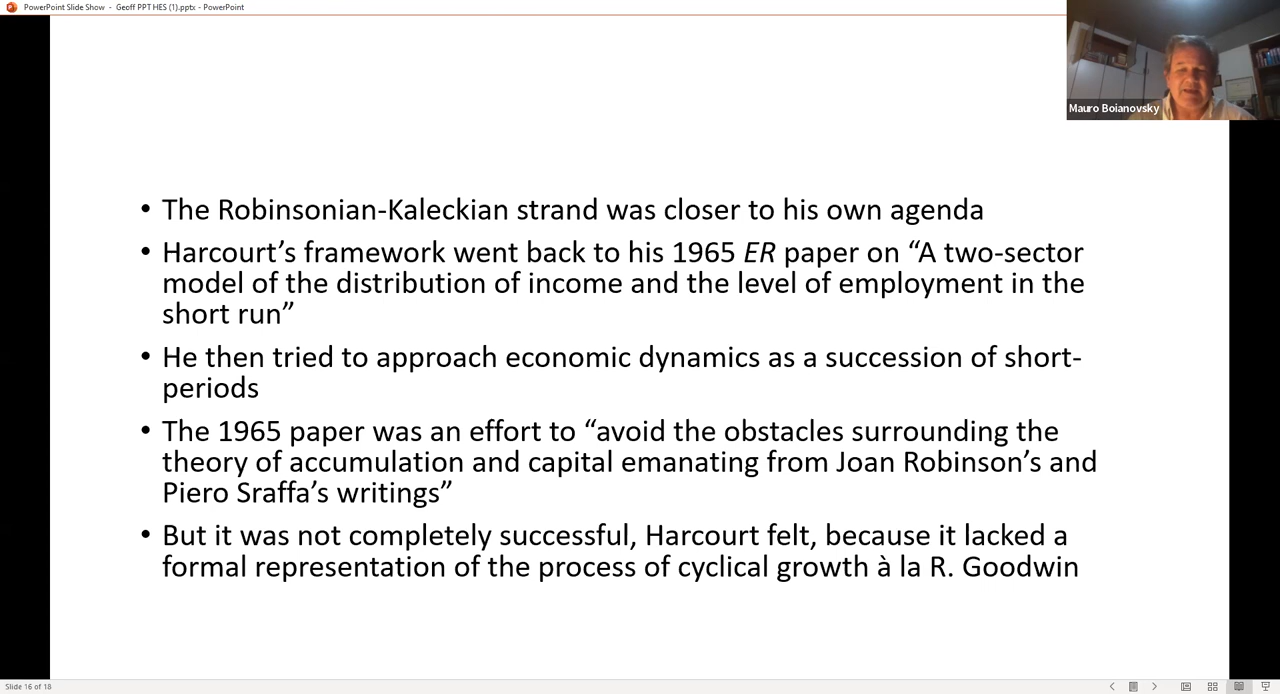 PowerPoint Slide Show - Geoff PPT HES (1).pptx - PowerPoint
Mauro Boianovsky
• The Robinsonian-Kaleckian strand was closer to his own agenda
• Harcourt’s framework went back to his 1965 ER paper on “A two-sector
model of the distribution of income and the level of employment in the
short run”
• He then tried to approach economic dynamics as a succession of short-
periods
• The 1965 paper was an effort to “avoid the obstacles surrounding the
theory of accumulation and capital emanating from Joan Robinson’s and
Piero Sraffa’s writings”
• But it was not completely successful, Harcourt felt, because it lacked a
formal representation of the process of cyclical growth à la R. Goodwin
Slide 16 of 18